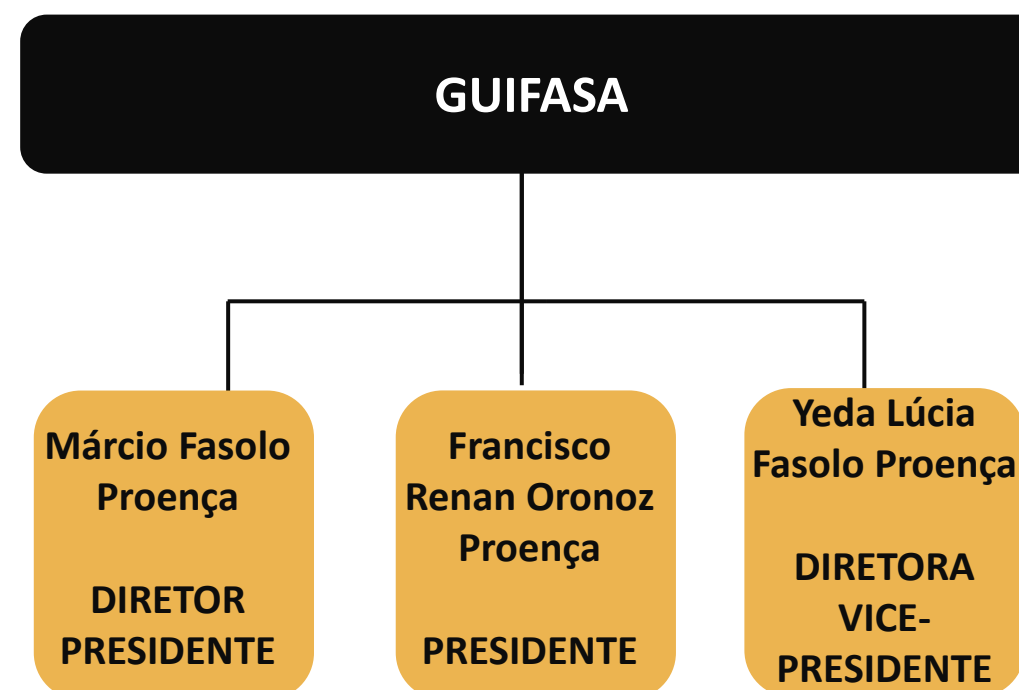 GUIFASA
Márcio Fasolo
Proença
DIRETOR
PRESIDENTE
Francisco
Renan Oronoz
Proença
PRESIDENTE
Yeda Lúcia
Fasolo Proença
DIRETORA
VICE-
PRESIDENTE